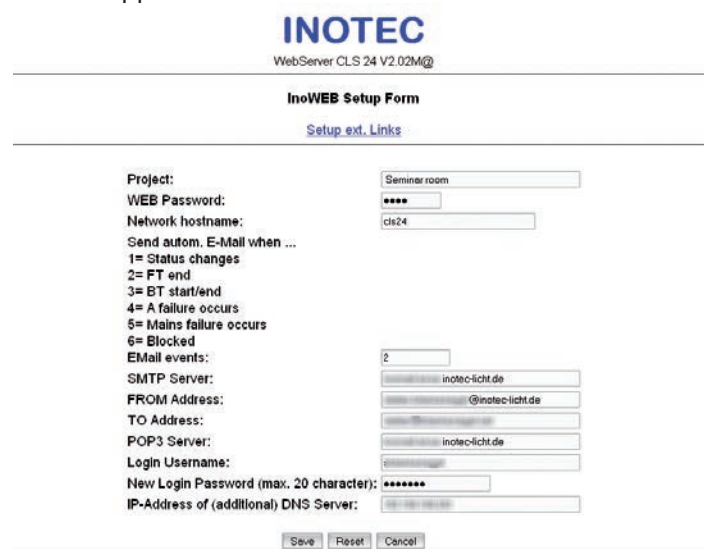 INOTEC
WebServer CLS 24 V2.02M@
InoWEB Setup Form
Setup ext. Links
Project: Seminar room
WEB Password: ••••
Network hostname: cls24
Send autom. E-Mail when ...
1= Status changes
2= FT end
3= BT start/end
4= A failure occurs
5= Mains failure occurs
6= Blocked
EMail events: 2
SMTP Server: inotec-licht.de
FROM Address: @inotec-licht.de
TO Address:
POP3 Server: inotec-licht.de
Login Username:
New Login Password (max. 20 character): •••••••
IP-Address of (additional) DNS Server:
Save Reset Cancel